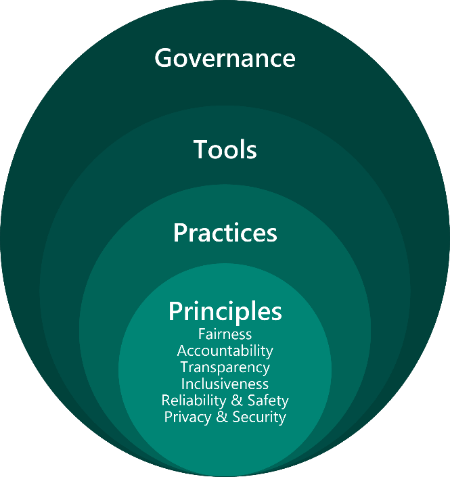 Governance
Tools
Practices
Principles
Fairness
Accountability
Transparency
Inclusiveness
Reliability & Safety
Privacy & Security